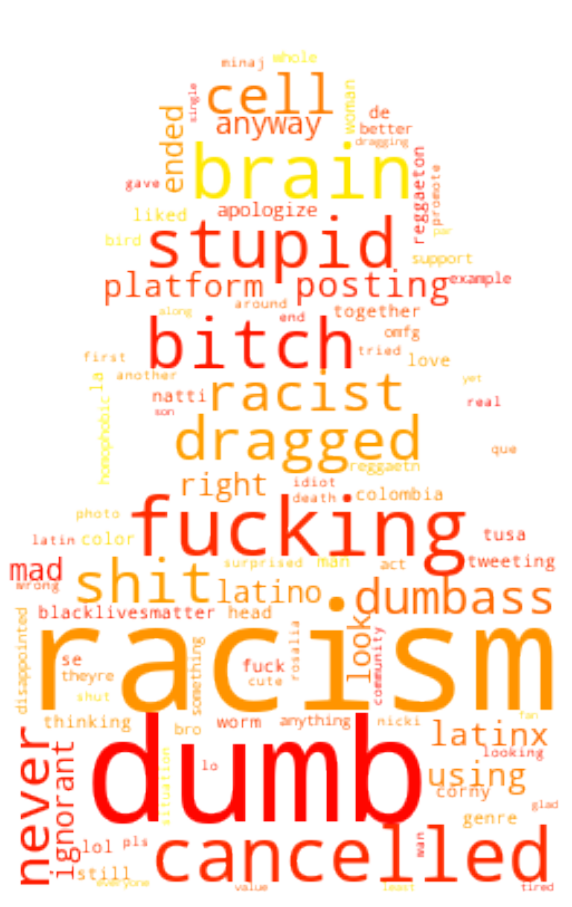 whole
minaj
cell
single
woman
de
anyway
better
ended
dragging
brain
reggaeton
promote
gave
liked
apologize
bird
stupid
par
support
platform posting
example
around
along
end
together
bitch
omfg
tried
first
love
another
la
racist
yet
natti
son
real
homophobic
dragged
que
reggaetn
right
idiot
death
colombia
fucking
photo
latin
color
tusa
mad
wrong
surprised
man
act
tweeting
shit
latino
dumbass
blacklivesmatter
head
disappointed
racism
look
community
rosalia
something
se
theyre
fuck
cute
shut
thinking
bro
worm
anything
nicki
fan
latinx
looking
never
ignorant
dumb
situation
lo
using
corny
glad
genre
lol
pls
cancelled
wan
still
everyone
value
least
tired